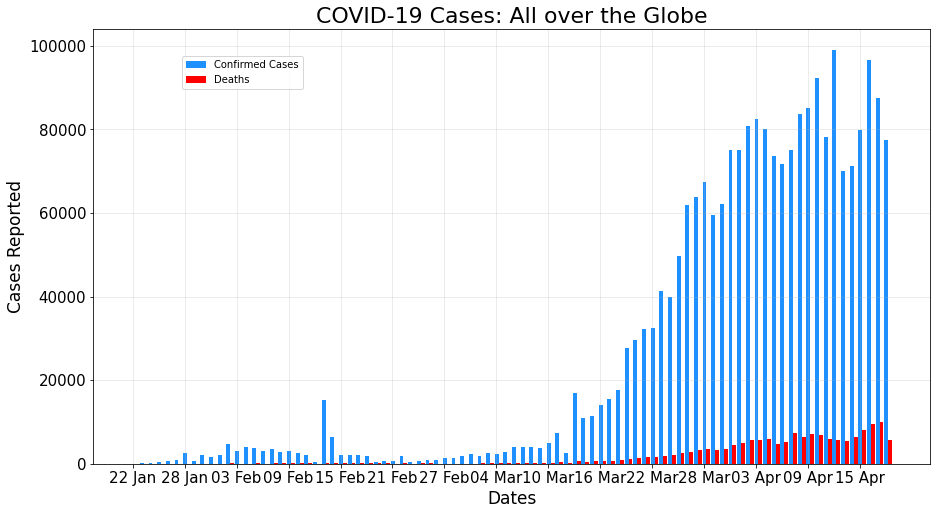 COVID-19 Cases: All over the Globe
100000
80000
60000
40000
20000
0
Cases Reported
Confirmed Cases
Deaths
22 Jan 28 Jan 03 Feb 09 Feb 15 Feb 21 Feb 27 Feb 04 Mar 10 Mar 16 Mar 22 Mar 28 Mar 03 Apr 09 Apr 15 Apr
Dates